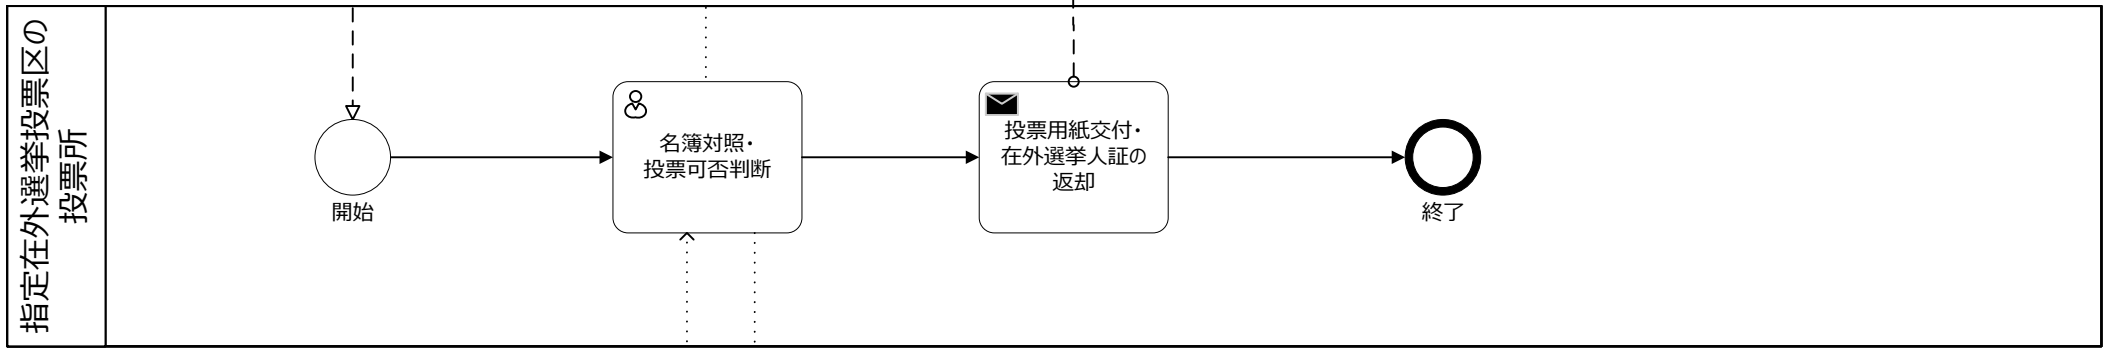 指定在外選挙投票区の
投票所
開始
名簿対照・
投票可否判断
投票用紙交付・
在外選挙人証の
返却
終了